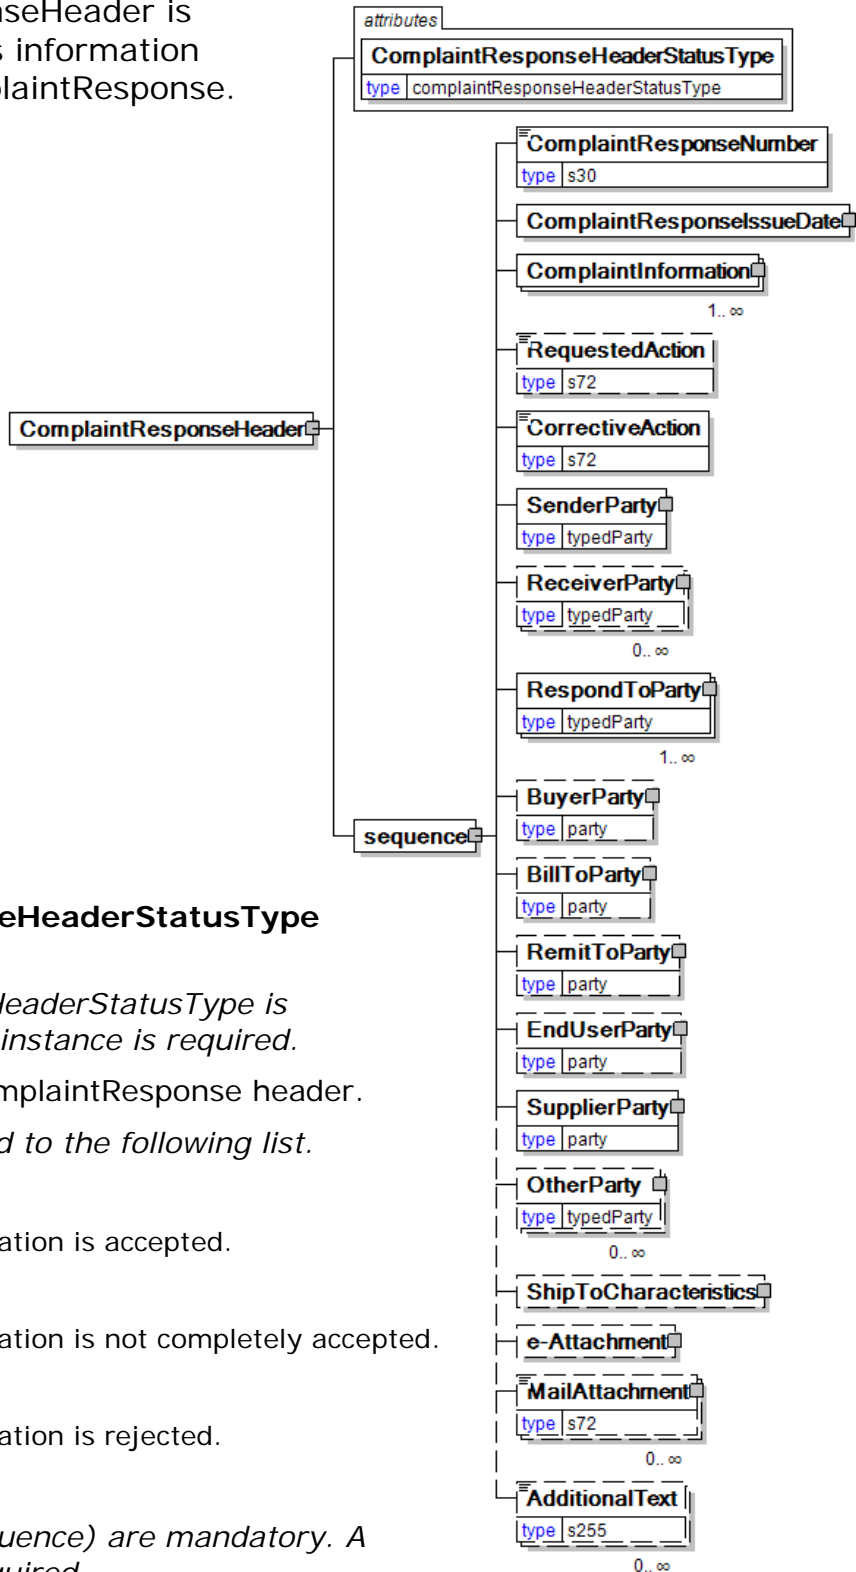 nseHeader is
s information
plaintResponse.
attributes
ComplaintResponseHeaderStatusType
type complaintResponseHeaderStatusType
ComplaintResponseNumber
type s30
ComplaintResponseIssueDate
ComplaintInformation
1.. ∞
RequestedAction
type s72
ComplaintResponseHeader
CorrectiveAction
type s72
SenderParty
type typedParty
ReceiverParty
type typedParty
0.. ∞
RespondToParty
type typedParty
1.. ∞
BuyerParty
type party
sequence
BillToParty
type party
eHeaderStatusType
RemitToParty
type party
HeaderStatusType is
instance is required.
EndUserParty
type party
mplaintResponse header.
SupplierParty
type party
d to the following list.
OtherParty
type typedParty
0.. ∞
ation is accepted.
ShipToCharacteristics
e-Attachment
ation is not completely accepted.
MailAttachment
type s72
0.. ∞
ation is rejected.
AdditionalText
type s255
0.. ∞
uence) are mandatory. A
quired